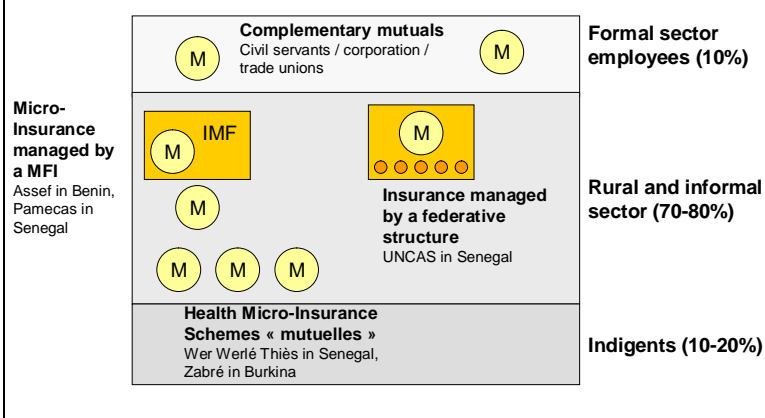 Complementary mutuals
Civil servants / corporation /
trade unions
M
M
Formal sector
employees (10%)
Micro-
Insurance
managed by
a MFI
Assef in Benin,
Pamecas in
Senegal
IMF
M
M
M
Insurance managed
by a federative
structure
UNCAS in Senegal
Rural and informal
sector (70-80%)
M
M
M
Health Micro-Insurance
Schemes « mutuelles »
Wer Werlé Thiès in Senegal,
Zabré in Burkina
Indigents (10-20%)